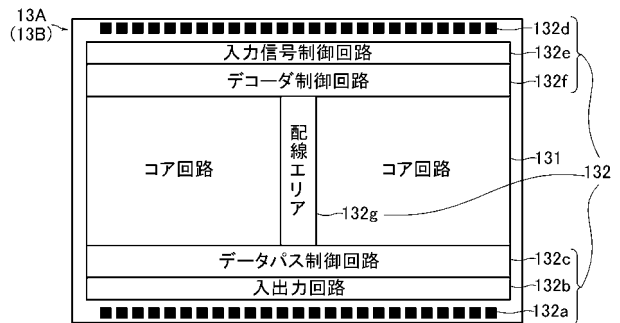 13A
(13B)
132d
入力信号制御回路
132e
デコーダ制御回路
132f
コア回路
配線エリア
コア回路
131
132
132g
データパス制御回路
132c
入出力回路
132b
132a